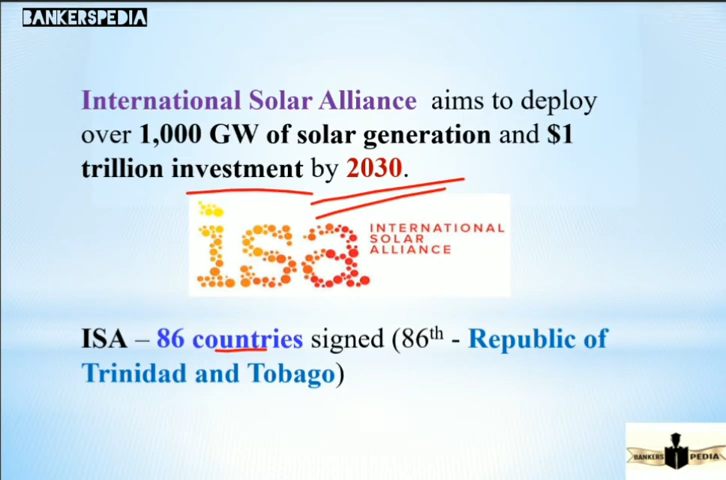 BANKERSPEDIA
International Solar Alliance aims to deploy
over 1,000 GW of solar generation and $1
trillion investment by 2030.
isa
INTERNATIONAL
SOLAR
ALLIANCE
ISA – 86 countries signed (86th - Republic of
Trinidad and Tobago)
BANKERS PEDIA